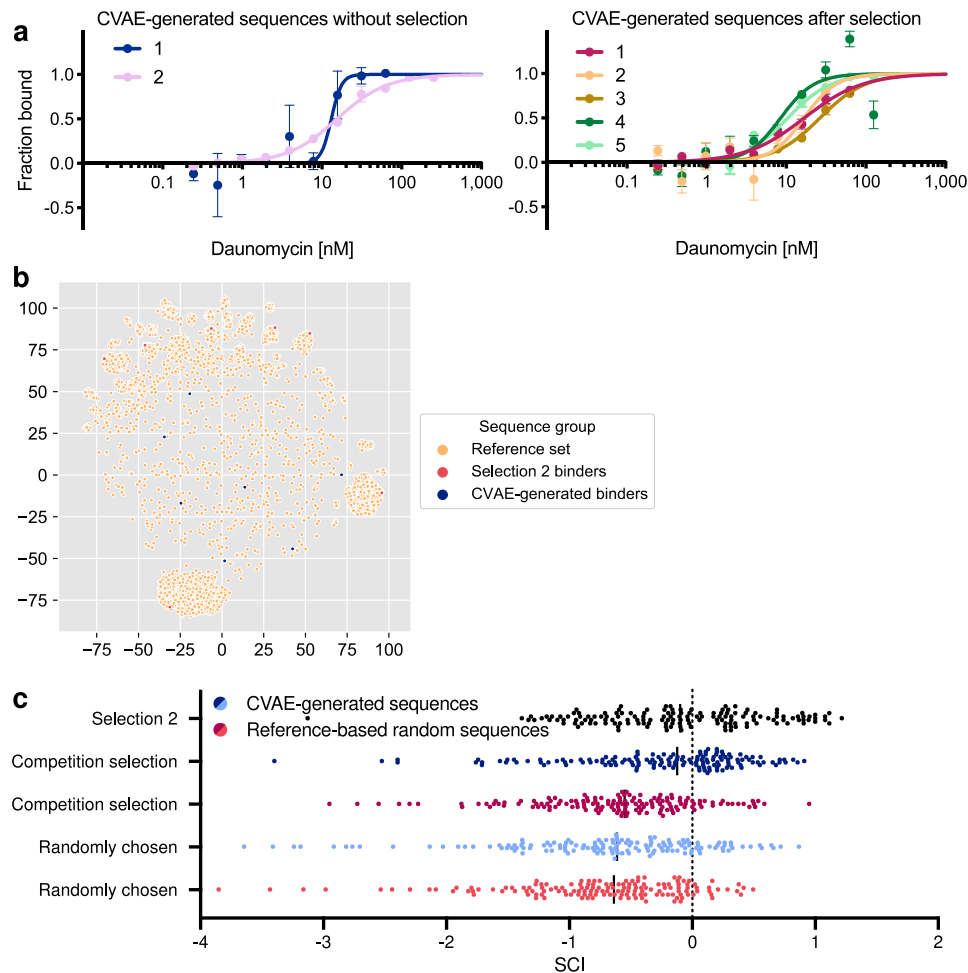 a
CVAE-generated sequences without selection
1
2
1.0
0.5
0.0
-0.5
0.1
1
10
100
1,000
Fraction bound
Daunomycin [nM]
CVAE-generated sequences after selection
1
2
3
4
5
1.0
0.5
0.0
-0.5
0.1
1
10
100
1,000
Daunomycin [nM]
b
100
75
50
25
0
−25
−50
−75
−75
−50
−25
0
25
50
75
100
Sequence group
Reference set
Selection 2 binders
CVAE-generated binders
c
CVAE-generated sequences
Reference-based random sequences
Selection 2
Competition selection
Competition selection
Randomly chosen
Randomly chosen
-4
-3
-2
-1
0
1
2
SCI